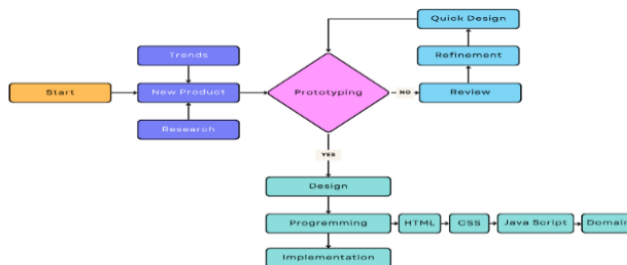 Quick Design
Trends
Refinement
Start
New Product
Prototyping
NO
Review
Research
YES
Design
Progremming
HTML
CSS
Java Script
Domain
Implementation